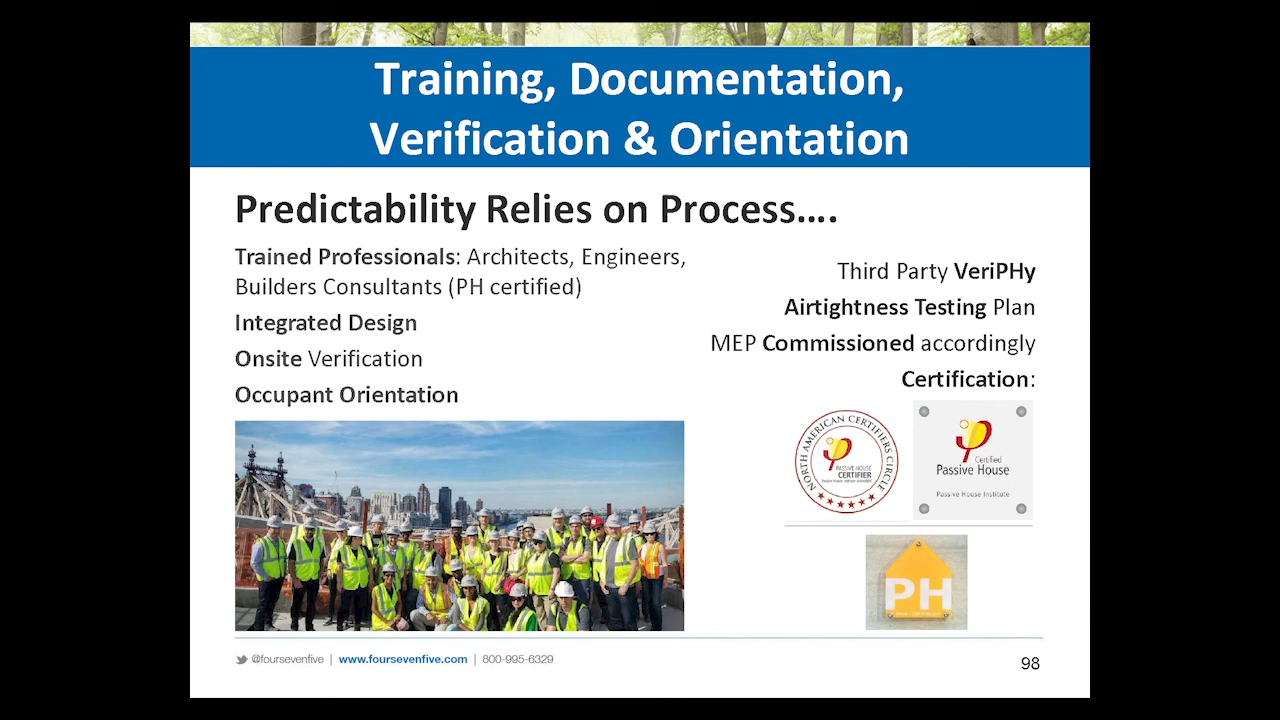 Training, Documentation,
Verification & Orientation
Predictability Relies on Process....
Trained Professionals: Architects, Engineers,
Builders Consultants (PH certified)
Integrated Design
Onsite Verification
Occupant Orientation
Third Party VeriPHy
Airtightness Testing Plan
MEP Commissioned accordingly
Certification:
NORTH AMERICAN CERTIFIERS CIRCLE
PASSIVE HOUSE
CERTIFIER
Certified
Passive House
Passive House Institute
PH
@foursevenfive | www.foursevenfive.com | 800-995-6329
98